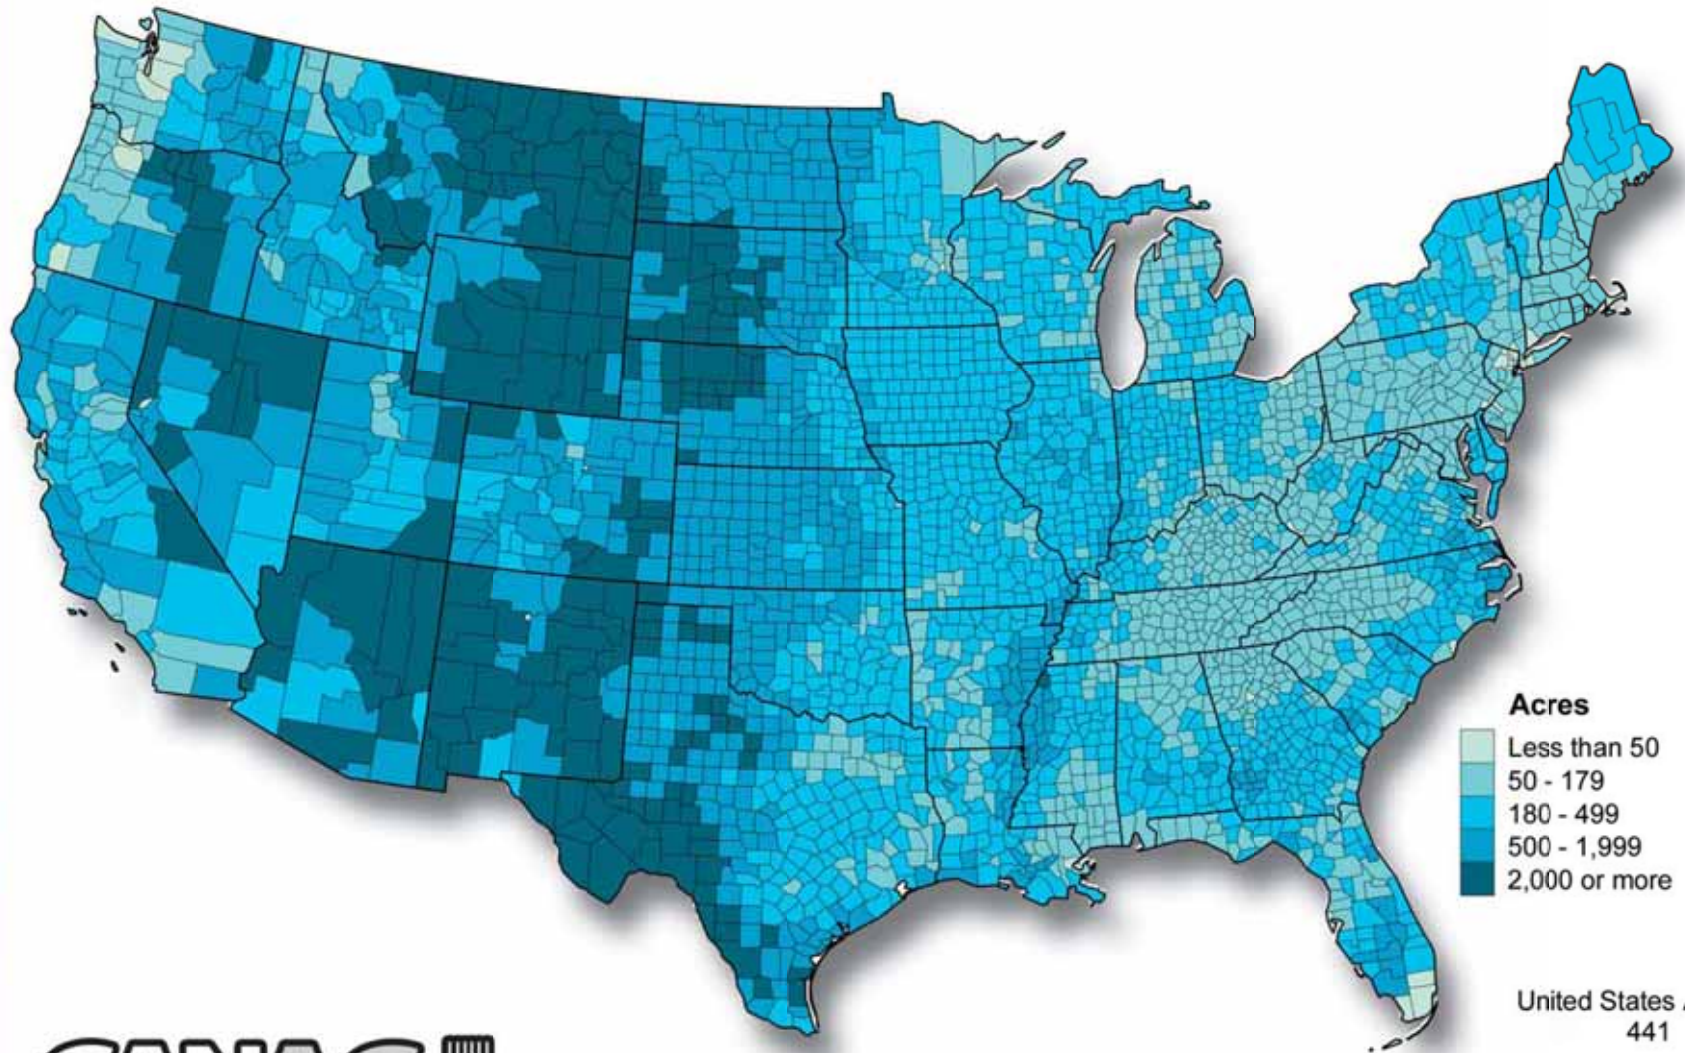 Acres
Less than 50
50 - 179
180 - 499
500 - 1,999
2,000 or more
United States
441